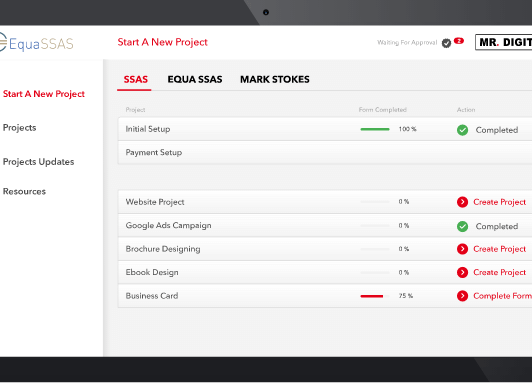 EquaSSAS
Start A New Project
Waiting For Approval 2
MR. DIGIT
Start A New Project
Projects
Projects Updates
Resources
SSAS EQUA SSAS MARK STOKES
Project Form Completed Action
Initial Setup 100 % Completed
Payment Setup
Website Project 0 % Create Project
Google Ads Campaign 0 % Completed
Brochure Designing 0 % Create Project
Ebook Design 0 % Create Project
Business Card 75 % Complete Form